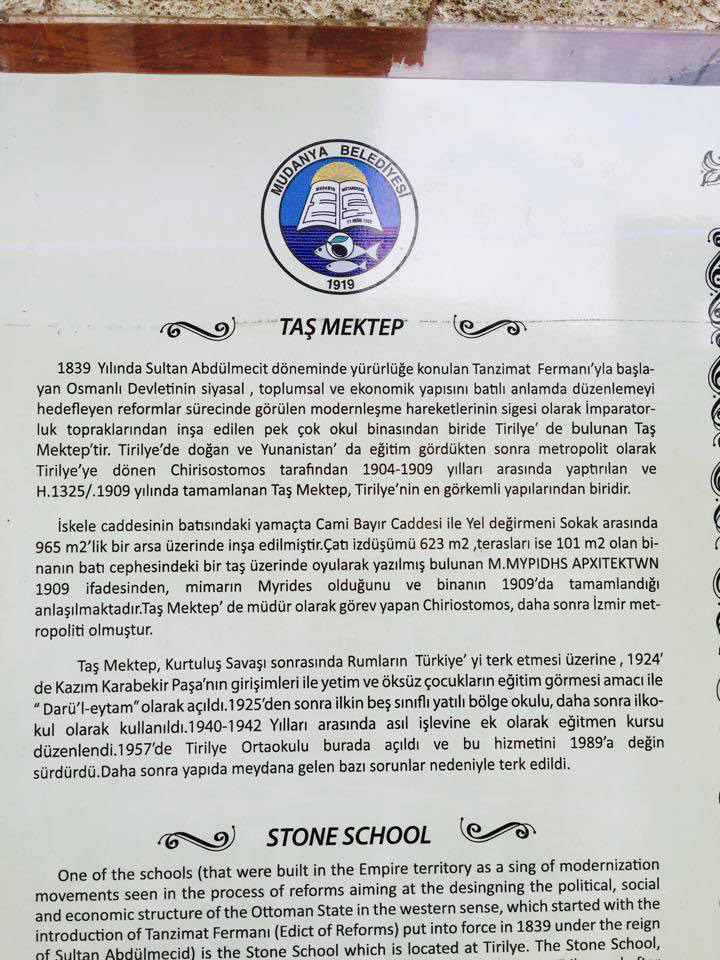 MUDANYA BELEDİYESİ
MUDANYA MÜTAREKESİ
1919
TAŞ MEKTEP
1839 Yılında Sultan Abdülmecit döneminde yürürlüğe konulan Tanzimat Fermanı'yla başla-
yan Osmanlı Devletinin siyasal , toplumsal ve ekonomik yapısını batılı anlamda düzenlemeyi
hedefleyen reformlar sürecinde görülen modernleşme hareketlerinin sigesi olarak İmparator-
luk topraklarından inşa edilen pek çok okul binasından biride Tirilye' de bulunan Taş
Mektep'tir. Tirilye'de doğan ve Yunanistan' da eğitim gördükten sonra metropolit olarak
Tirilye'ye dönen Chirisostomos tarafından 1904-1909 yılları arasında yaptırılan ve
H.1325/.1909 yılında tamamlanan Taş Mektep, Tirilye'nin en görkemli yapılarından biridir.
İskele caddesinin batısındaki yamaçta Cami Bayır Caddesi ile Yel değirmeni Sokak arasında
965 m2'lik bir arsa üzerinde inşa edilmiştir.Çatı izdüşümü 623 m2 ,terasları ise 101 m2 olan bi-
nanın batı cephesindeki bir taş üzerinde oyularak yazılmış bulunan M.MYPIDHS APXITEKTWN
1909 ifadesinden, mimarın Myrides olduğunu ve binanın 1909'da tamamlandığı
anlaşılmaktadır.Taş Mektep' de müdür olarak görev yapan Chiriostomos, daha sonra İzmir met-
ropoliti olmuştur.
Taş Mektep, Kurtuluş Savaşı sonrasında Rumların Türkiye' yi terk etmesi üzerine , 1924'
de Kazım Karabekir Paşa'nın girişimleri ile yetim ve öksüz çocukların eğitim görmesi amacı ile
" Darü'l-eytam"olarak açıldı.1925'den sonra ilkin beş sınıflı yatılı bölge okulu, daha sonra ilko-
kul olarak kullanıldı.1940-1942 Yılları arasında asıl işlevine ek olarak eğitmen kursu
düzenlendi.1957'de Tirilye Ortaokulu burada açıldı ve bu hizmetini 1989'a değin
sürdürdü.Daha sonra yapıda meydana gelen bazı sorunlar nedeniyle terk edildi.
STONE SCHOOL
One of the schools (that were built in the Empire territory as a sing of modernization
movements seen in the process of reforms aiming at the desingning the political, social
and economic structure of the Ottoman State in the western sense, which started with the
introduction of Tanzimat Fermanı (Edict of Reforms) put into force in 1839 under the reign
of Sultan Abdülmecid) is the Stone School which is located at Tirilye. The Stone School,